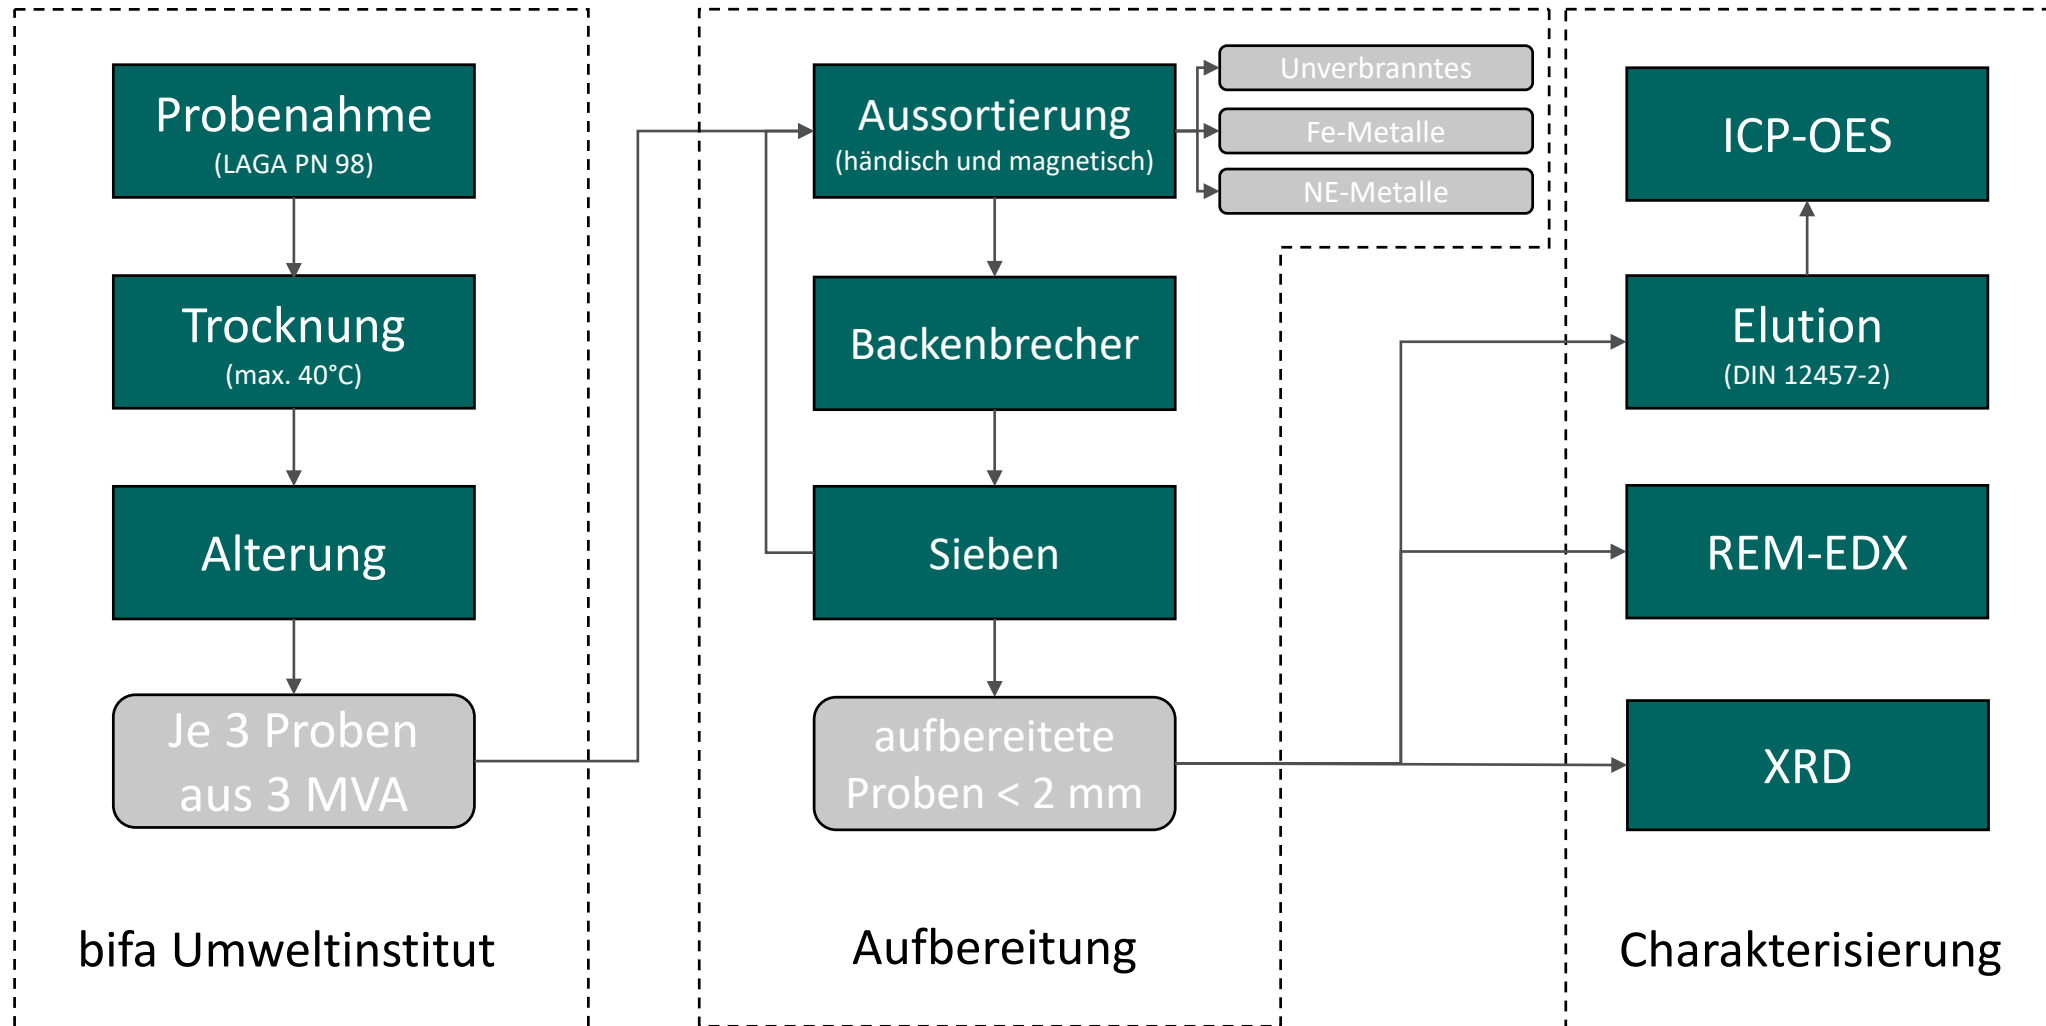 Probenahme
(LAGA PN 98)
Trocknung
(max. 40°C)
Alterung
Je 3 Proben
aus 3 MVA
bifa Umweltinstitut
Aussortierung
(händisch und magnetisch)
Unverbranntes
Fe-Metalle
NE-Metalle
Backenbrecher
Sieben
aufbereitete
Proben < 2 mm
Aufbereitung
ICP-OES
Elution
(DIN 12457-2)
REM-EDX
XRD
Charakterisierung